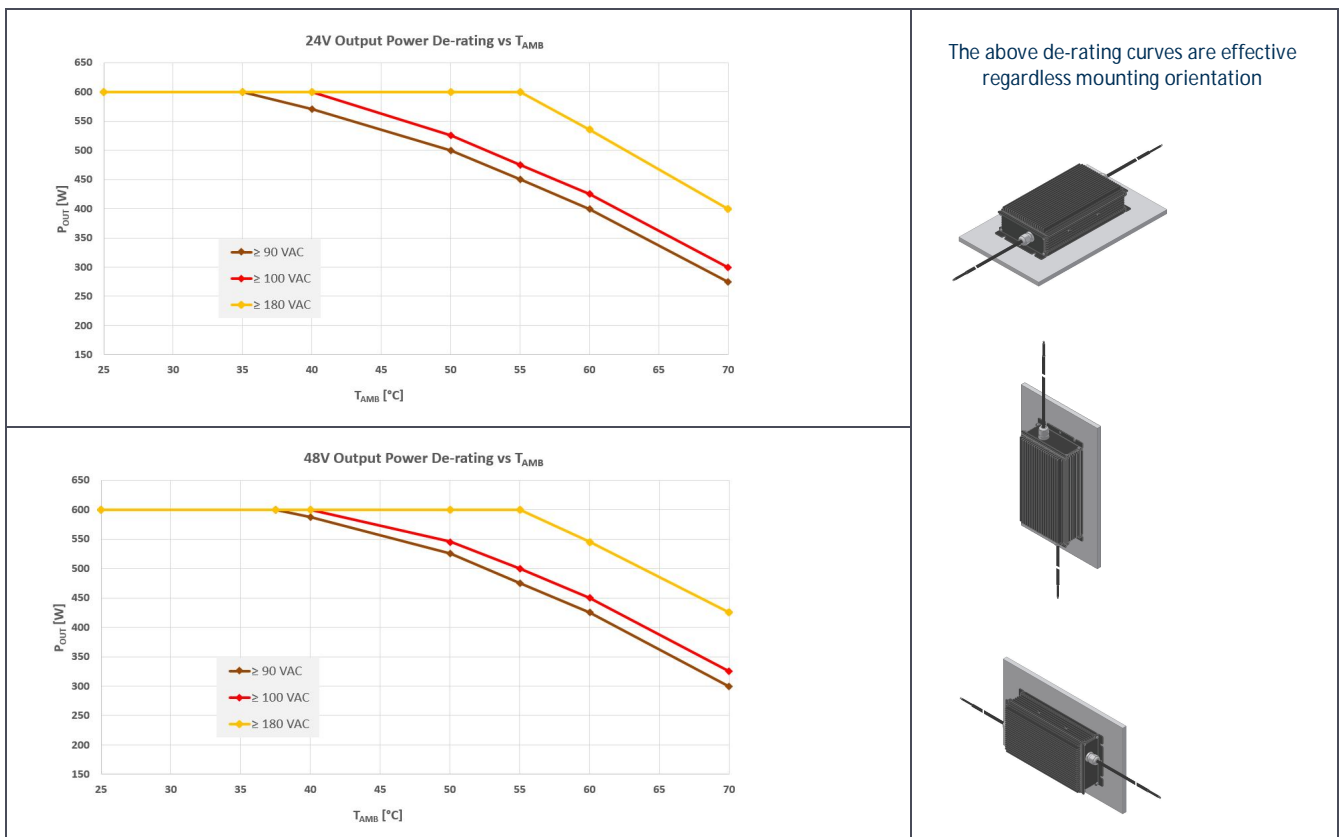 24V Output Power De-rating vs TAMB
POUT [W]
650
600
550
500
450
400
350
300
250
200
150
≥ 90 VAC
≥ 100 VAC
≥ 180 VAC
25 30 35 40 45 50 55 60 65 70
TAMB [°C]
48V Output Power De-rating vs TAMB
POUT [W]
650
600
550
500
450
400
350
300
250
200
150
≥ 90 VAC
≥ 100 VAC
≥ 180 VAC
25 30 35 40 45 50 55 60 65 70
TAMB [°C]
The above de-rating curves are effective
regardless mounting orientation